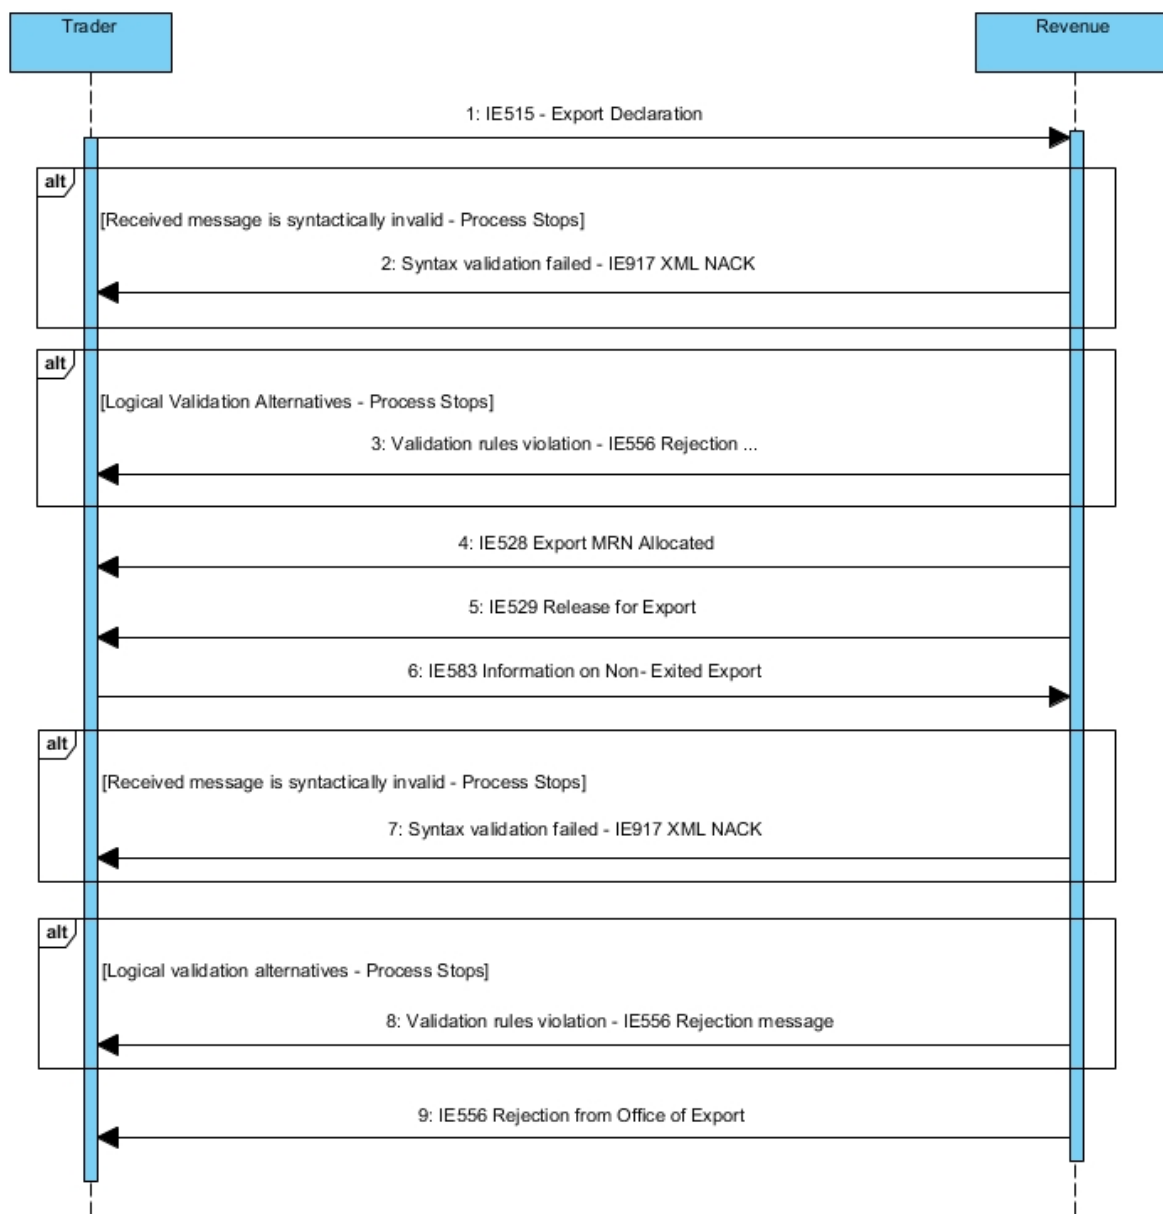 Trader
Revenue
1: IE515 - Export Declaration
alt
[Received message is syntactically invalid - Process Stops]
2: Syntax validation failed - IE917 XML NACK
alt
[Logical Validation Alternatives - Process Stops]
3: Validation rules violation - IE556 Rejection ...
4: IE528 Export MRN Allocated
5: IE529 Release for Export
6: IE583 Information on Non- Exited Export
alt
[Received message is syntactically invalid - Process Stops]
7: Syntax validation failed - IE917 XML NACK
alt
[Logical validation alternatives - Process Stops]
8: Validation rules violation - IE556 Rejection message
9: IE556 Rejection from Office of Export